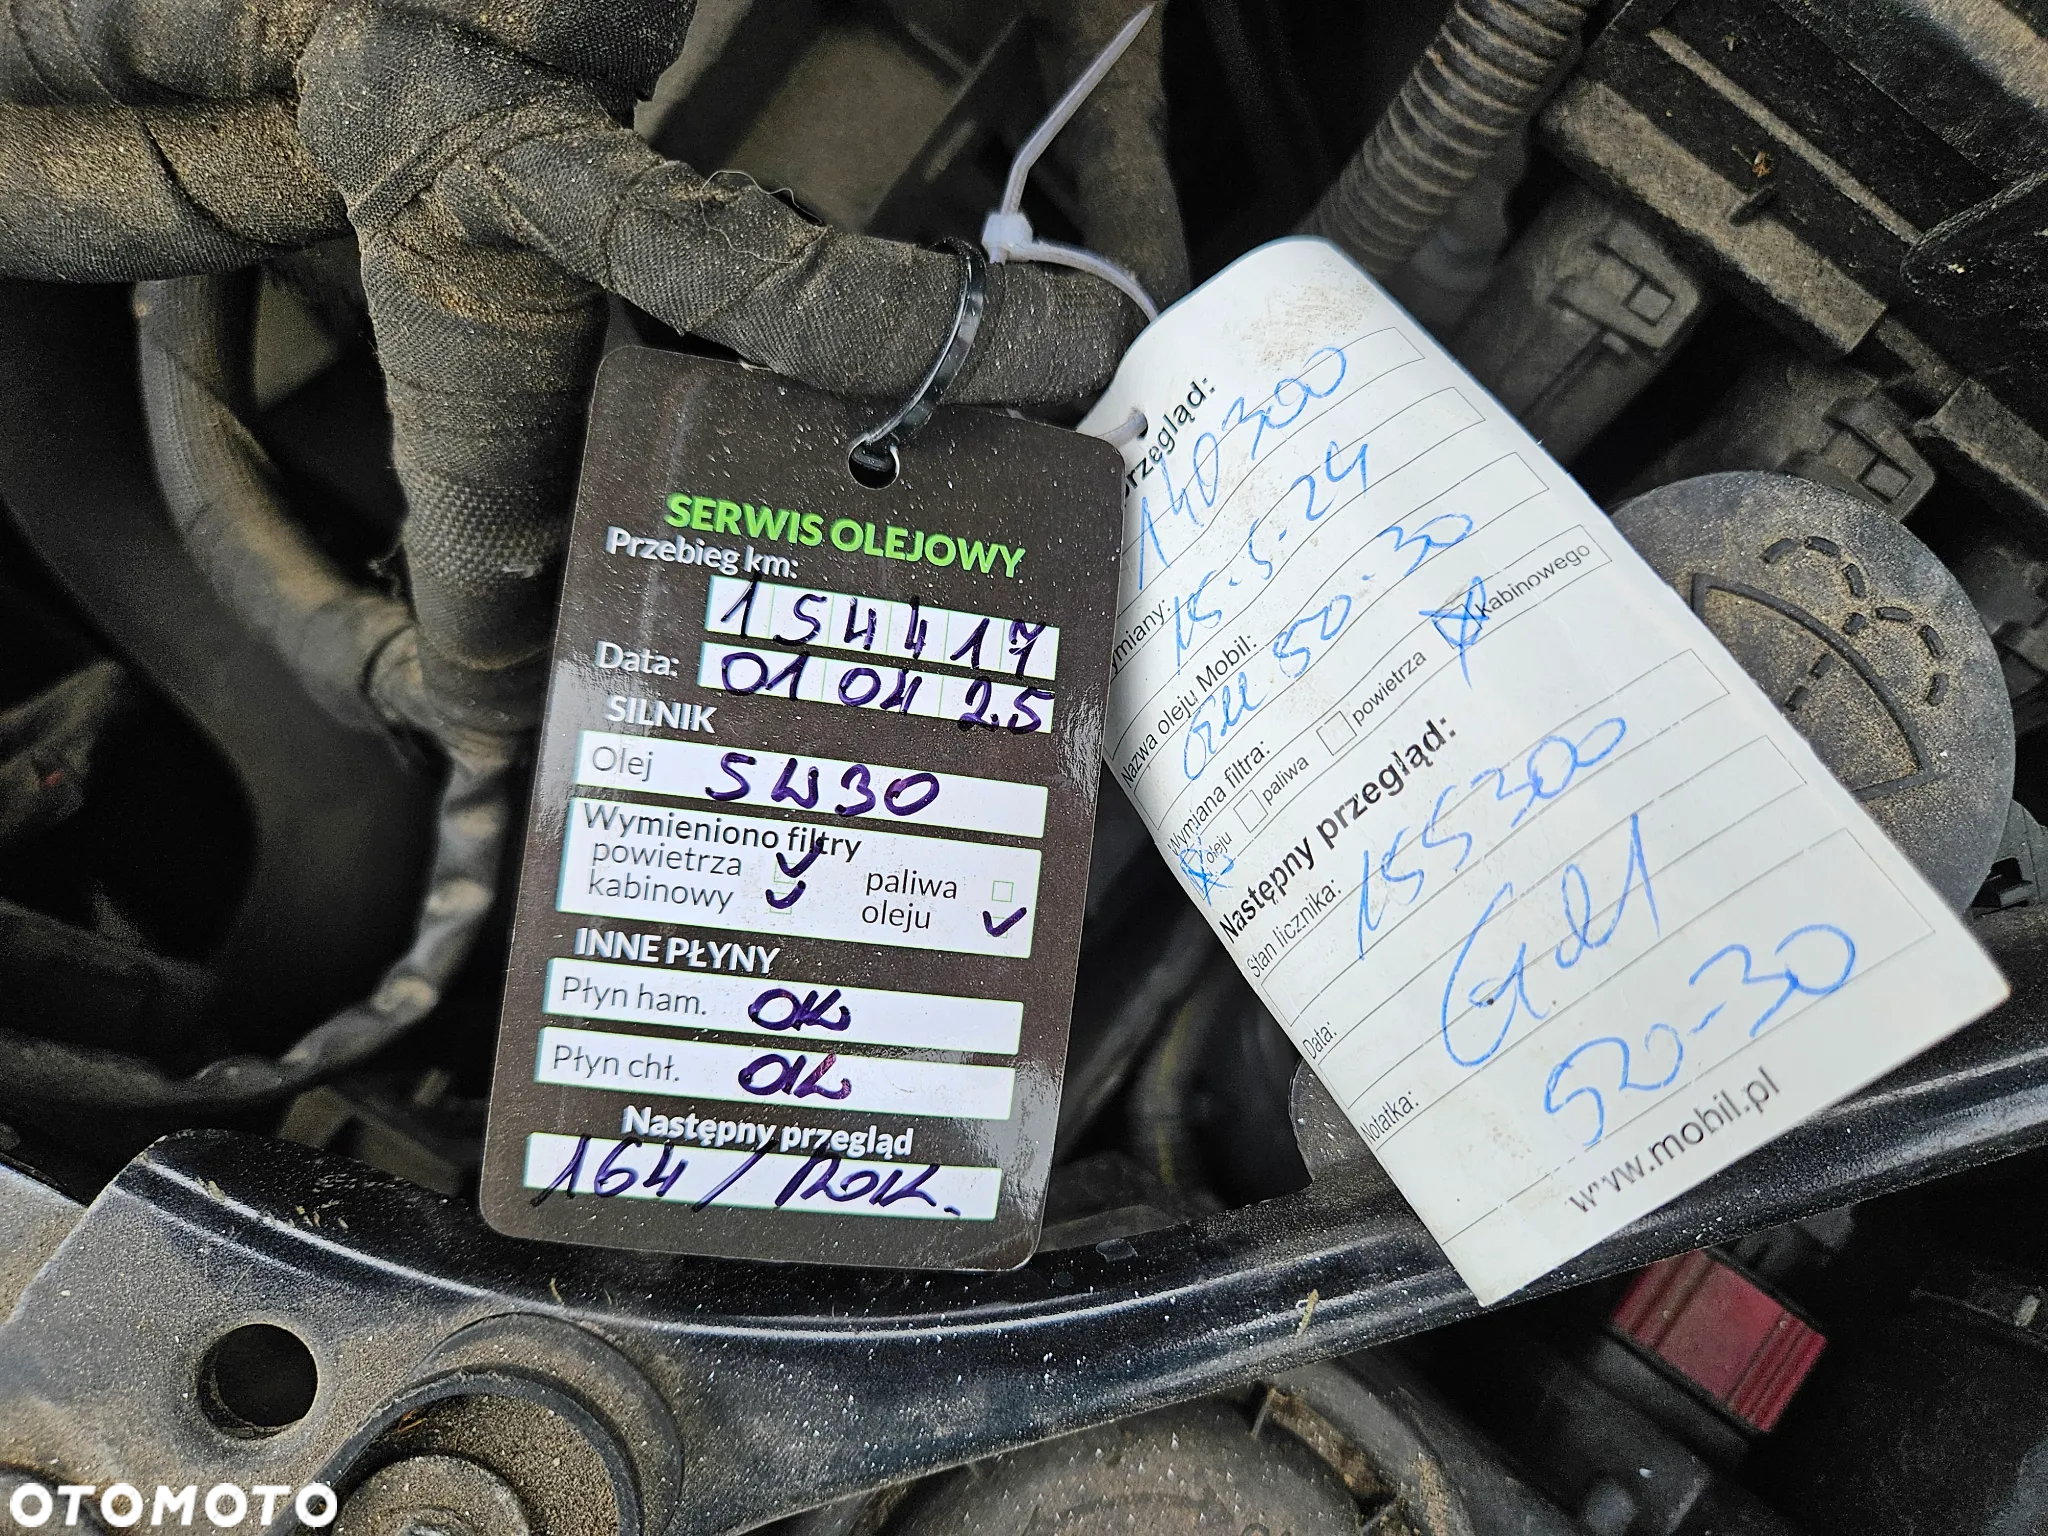 SERWIS OLEJOWY
Przebieg km:
154417
Data: 01 04 25
SILNIK
Olej 5W30
Wymieniono filtry
powietrza paliwa
kabinowy oleju
INNE PŁYNY
Płyn ham. OK
Płyn chł. OK
Następny przegląd
164/ROK.
przegląd:
140300
ymiany: 15.5.24
Nazwa oleju Mobil: 50.30
Wymiana filtra:
oleju paliwa powietrza kabinowego
Następny przegląd:
Stan licznika: 155300
Data:
Notatka:
www.mobil.pl
OTOMOTO